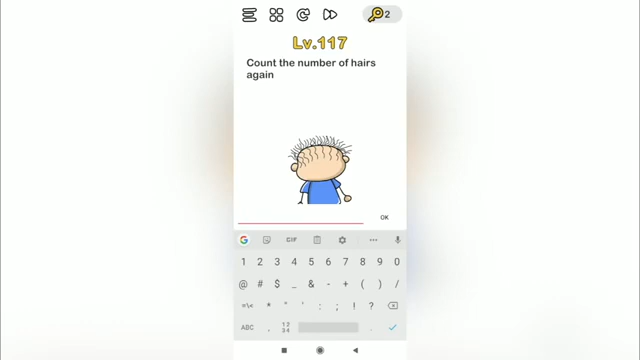 2
Lv.117
Count the number of hairs
again
OK
G GIF
1 2 3 4 5 6 7 8 9 0
@ # $ _ & - + ( ) /
=\< * " ' : ; ! ?
ABC , 12 34 .